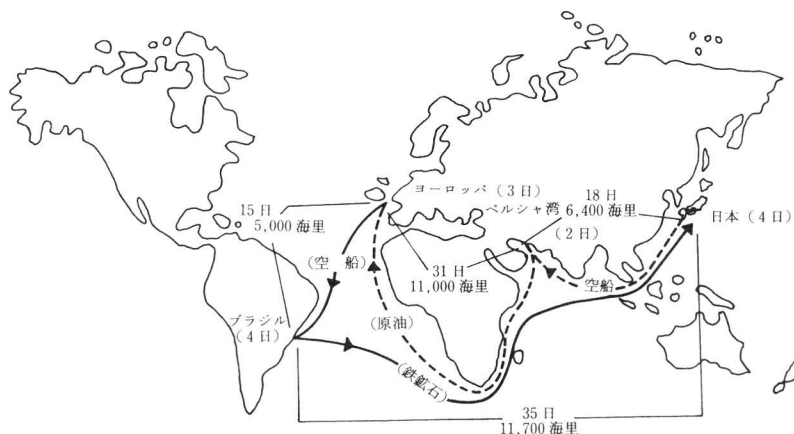 ヨーロッパ（3日）
15日
5,000海里
18日
ペルシャ湾 6,400海里
（2日）
日本（4日）
（空船）
31日
11,000海里
空船
ブラジル
（4日）
（原油）
（鉄鉱石）
35日
11,700海里